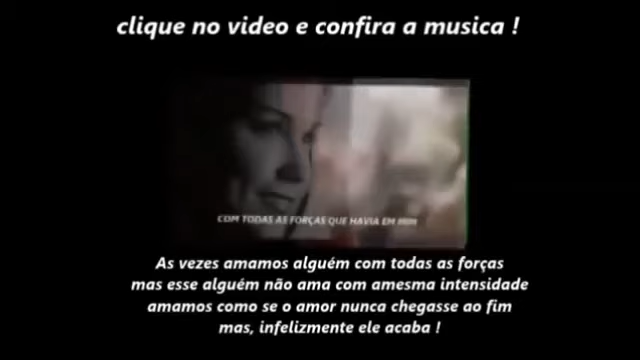 clique no video e confira a musica !
COM TODAS AS FORÇAS QUE HAVIA EM MIM
As vezes amamos alguém com todas as forças
mas esse alguém não ama com amesma intensidade
amamos como se o amor nunca chegasse ao fim
mas, infelizmente ele acaba !